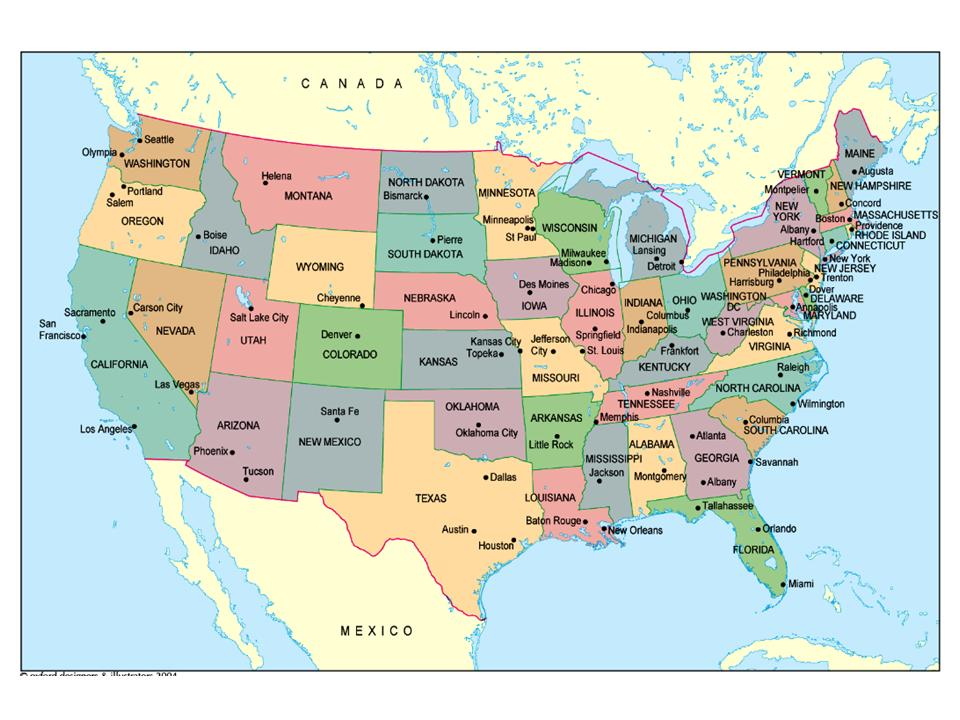 CANADA
Seattle
Olympia
WASHINGTON
Portland
Salem
OREGON
Helena
MONTANA
Boise
IDAHO
WYOMING
Cheyenne
NORTH DAKOTA
Bismarck
Pierre
SOUTH DAKOTA
MINNESOTA
Minneapolis
St Paul
WISCONSIN
Milwaukee
Madison
MICHIGAN
Lansing
Detroit
MAINE
Augusta
VERMONT
Montpelier
NEW HAMPSHIRE
Concord
NEW
YORK
Albany
Boston
MASSACHUSETTS
Providence
RHODE ISLAND
Hartford
CONNECTICUT
New York
PENNSYLVANIA
Philadelphia
Harrisburg
NEW JERSEY
Trenton
Dover
DELAWARE
Annapolis
MARYLAND
WASHINGTON
DC
WEST VIRGINIA
Charleston
Richmond
VIRGINIA
Sacramento
San
Francisco
Carson City
NEVADA
CALIFORNIA
Las Vegas
Los Angeles
Salt Lake City
UTAH
Denver
COLORADO
NEBRASKA
Lincoln
Des Moines
IOWA
Chicago
ILLINOIS
Springfield
St. Louis
INDIANA
Indianapolis
OHIO
Columbus
Frankfort
KENTUCKY
Kansas City
Topeka
KANSAS
Jefferson
City
MISSOURI
ARIZONA
Phoenix
Tucson
Santa Fe
NEW MEXICO
OKLAHOMA
Oklahoma City
ARKANSAS
Little Rock
Nashville
TENNESSEE
Memphis
Raleigh
NORTH CAROLINA
Wilmington
Columbia
SOUTH CAROLINA
Atlanta
GEORGIA
Savannah
Albany
ALABAMA
Montgomery
MISSISSIPPI
Jackson
Dallas
TEXAS
Austin
Houston
LOUISIANA
Baton Rouge
New Orleans
Tallahassee
Orlando
FLORIDA
Miami
MEXICO
© oxford designers & illustrators 2004